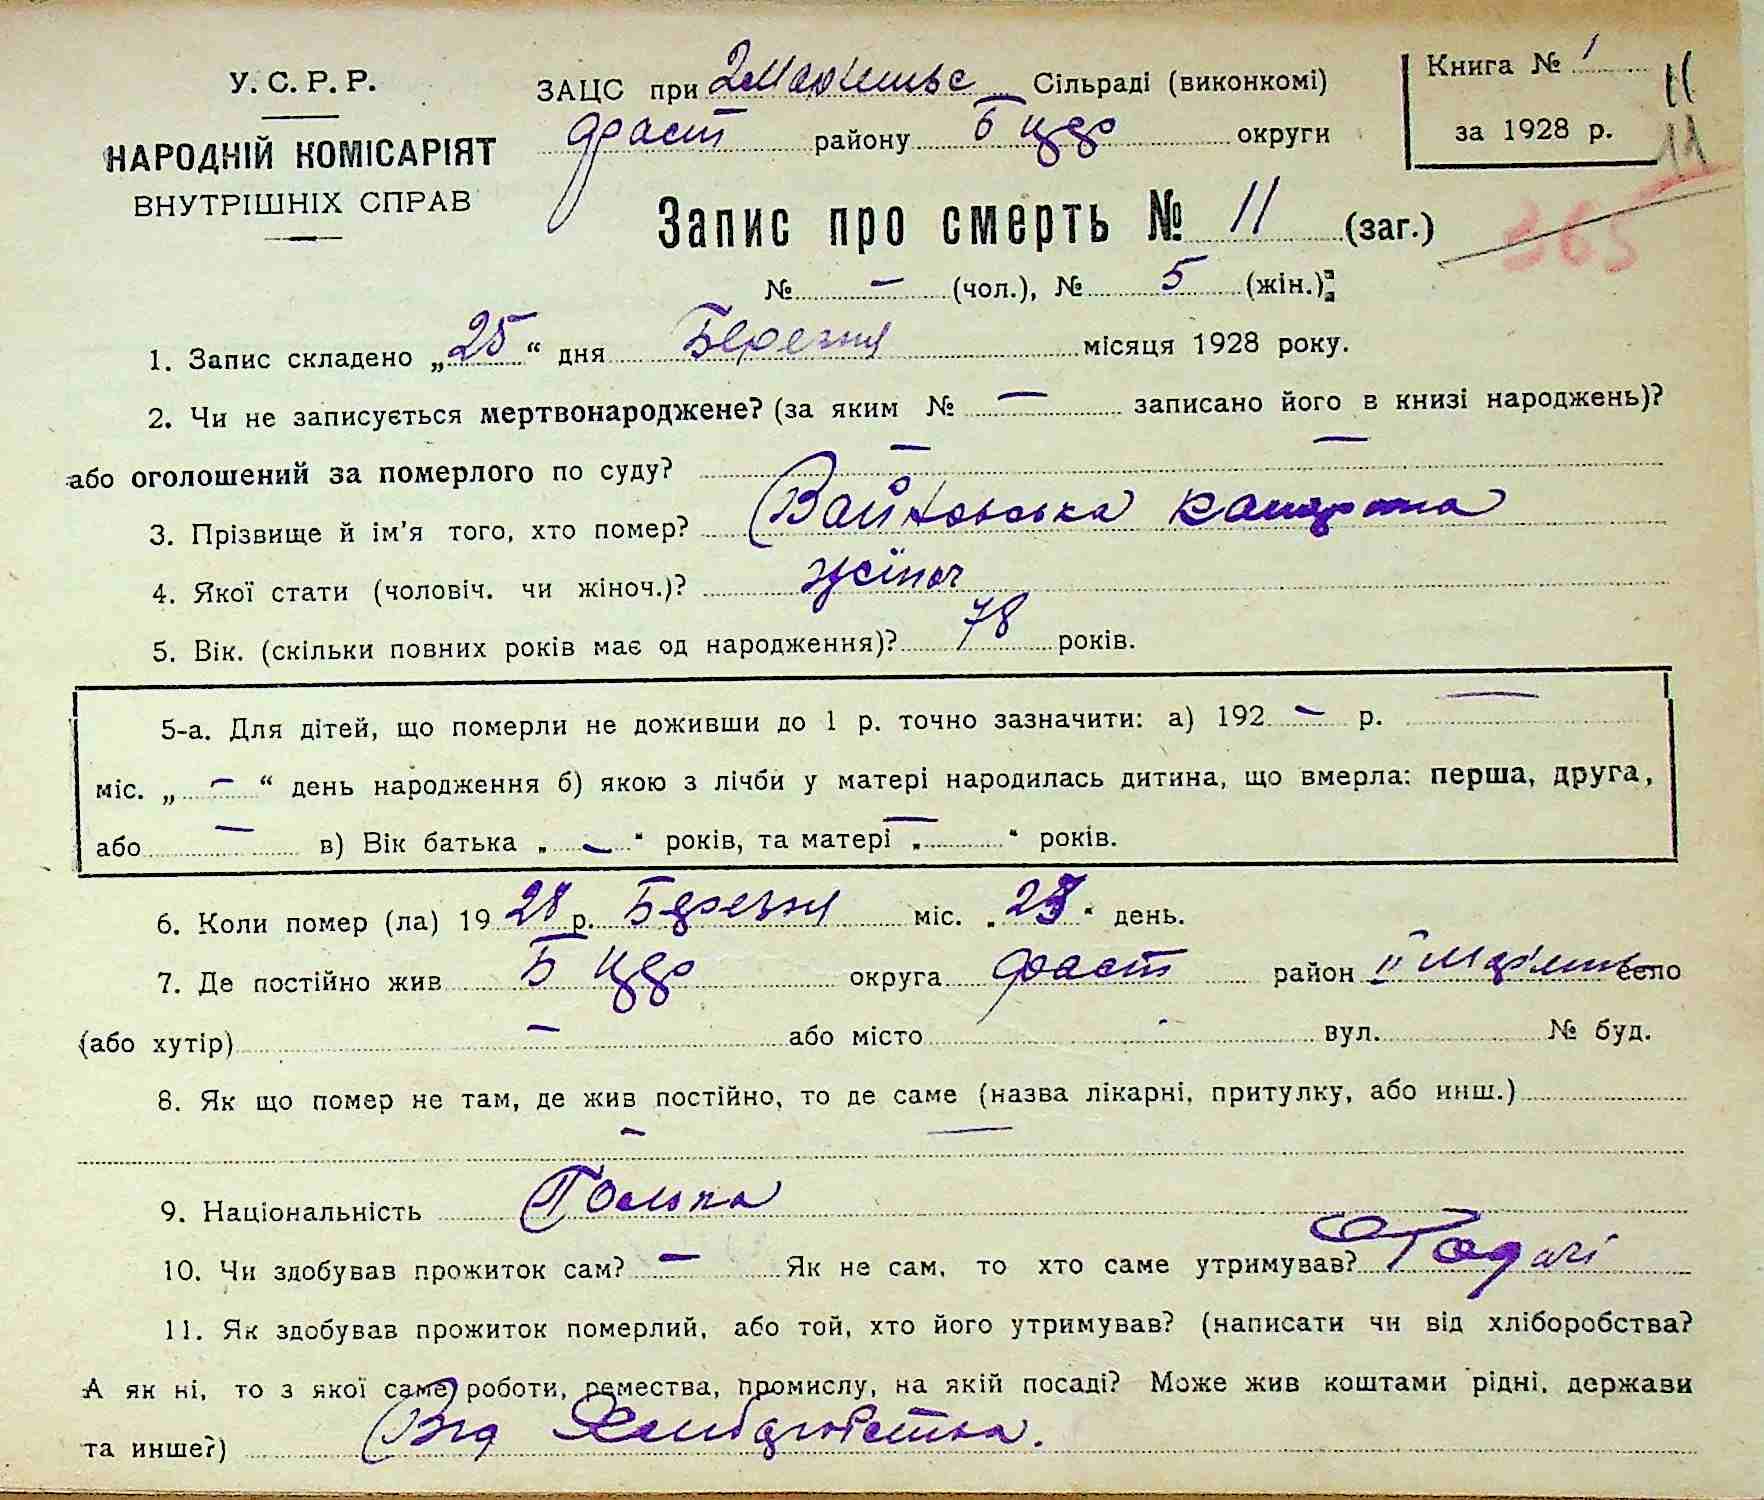 У. С. Р. Р.
НАРОДНІЙ КОМІСАРІЯТ
ВНУТРІШНІХ СПРАВ
ЗАЦС при Сільраді (виконкомі)
Фаст району Б Црр округи
Книга № 1
за 1928 р.
11
11
365
Запис про смерть № 11 (заг.)
№ — (чол.), № 5 (жін.)
1. Запис складено „25“ дня Березня місяця 1928 року.
2. Чи не записується мертвонароджене? (за яким № — записано його в книзі народжень)? —
або оголошений за померлого по суду? —
3. Прізвище й ім'я того, хто помер? Войновська
4. Якої стати (чоловіч. чи жіноч.)? жіноч
5. Вік. (скільки повних років має од народження)? 78 років.
5-а. Для дітей, що померли не доживши до 1 р. точно зазначити: а) 192 — р. —
міс. „ — “ день народження б) якою з лічби у матері народилась дитина, що вмерла: перша, друга,
або — в) Вік батька „ — “ років, та матері „ — “ років.
6. Коли помер (ла) 1928 р. Березня міс. „23“ день.
7. Де постійно жив Б Црр округа Фаст район село
(або хутір) — або місто - вул. № буд.
8. Як що помер не там, де жив постійно, то де саме (назва лікарні, притулку, або инш.)
— —
9. Національність Полька
10. Чи здобував прожиток сам? — Як не сам, то хто саме утримував?
11. Як здобував прожиток померлий, або той, хто його утримував? (написати чи від хліборобства?
А як ні, то з якої саме роботи, ремества, промислу, на якій посаді? Може жив коштами рідні, держави
та инше?) Від Хлиборобства.